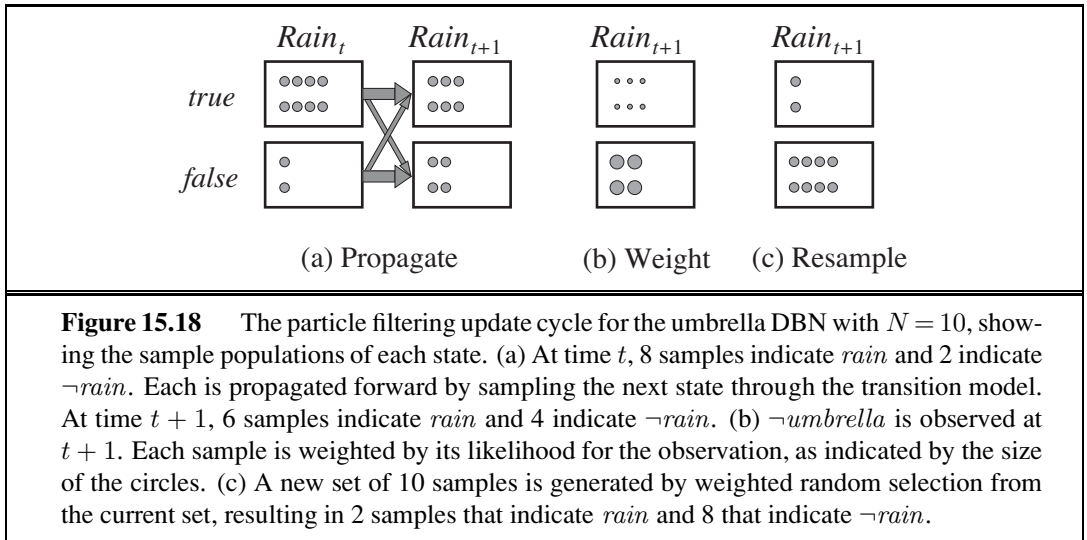 Rain_t Rain_{t+1} Rain_{t+1} Rain_{t+1}
true
false
(a) Propagate (b) Weight (c) Resample
Figure 15.18 The particle filtering update cycle for the umbrella DBN with N = 10, show-
ing the sample populations of each state. (a) At time t, 8 samples indicate rain and 2 indicate
¬rain. Each is propagated forward by sampling the next state through the transition model.
At time t + 1, 6 samples indicate rain and 4 indicate ¬rain. (b) ¬umbrella is observed at
t + 1. Each sample is weighted by its likelihood for the observation, as indicated by the size
of the circles. (c) A new set of 10 samples is generated by weighted random selection from
the current set, resulting in 2 samples that indicate rain and 8 that indicate ¬rain.